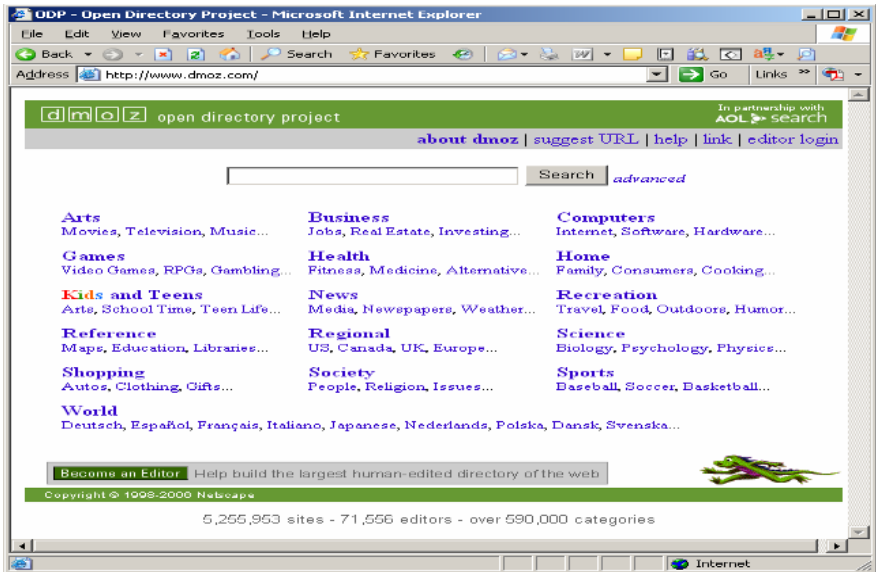 ODP - Open Directory Project - Microsoft Internet Explorer
File Edit View Favorites Tools Help
Back Search Favorites
Address http://www.dmoz.com/ Go Links »
dmoz open directory project
In partnership with
AOL search
about dmoz | suggest URL | help | link | editor login
Search advanced
Arts Business Computers
Movies, Television, Music... Jobs, Real Estate, Investing... Internet, Software, Hardware...
Games Health Home
Video Games, RPGs, Gambling... Fitness, Medicine, Alternative... Family, Consumers, Cooking...
Kids and Teens News Recreation
Arts, School Time, Teen Life... Media, Newspapers, Weather... Travel, Food, Outdoors, Humor...
Reference Regional Science
Maps, Education, Libraries... US, Canada, UK, Europe... Biology, Psychology, Physics...
Shopping Society Sports
Autos, Clothing, Gifts... People, Religion, Issues... Baseball, Soccer, Basketball...
World
Deutsch, Español, Français, Italiano, Japanese, Nederlands, Polska, Dansk, Svenska...
Become an Editor Help build the largest human-edited directory of the web
Copyright © 1998-2000 Netscape
5,255,953 sites - 71,556 editors - over 590,000 categories
Internet